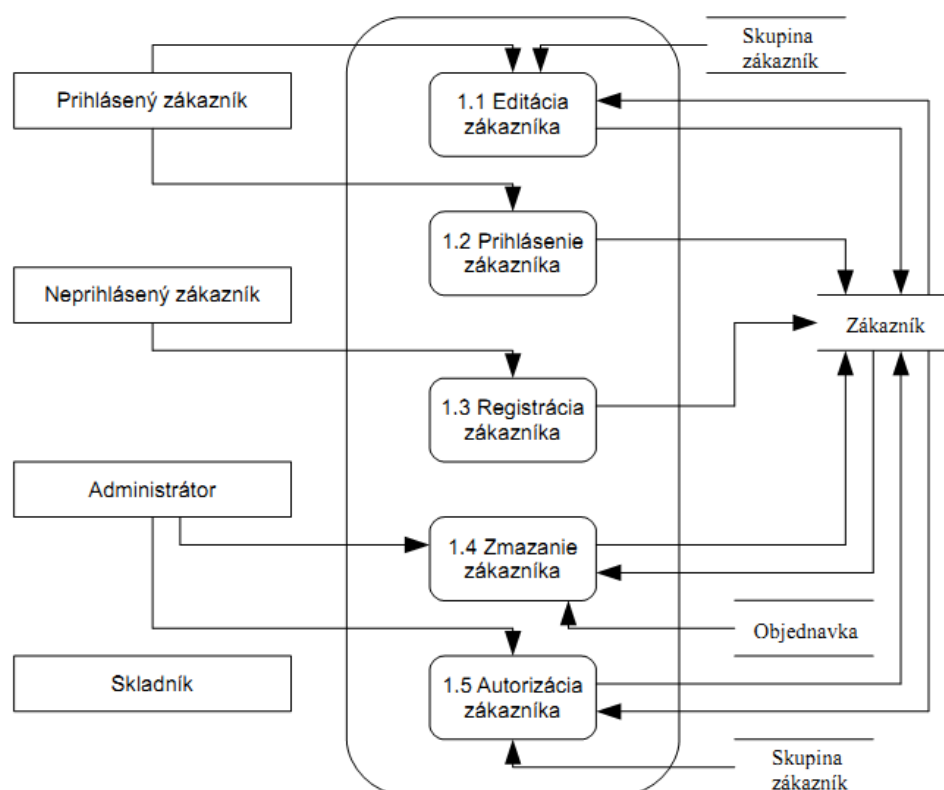 Skupina
zákazník
Prihlásený zákazník
1.1 Editácia
zákazníka
1.2 Prihlásenie
zákazníka
Neprihlásený zákazník
Zákazník
1.3 Registrácia
zákazníka
Administrátor
1.4 Zmazanie
zákazníka
Objednavka
Skladník
1.5 Autorizácia
zákazníka
Skupina
zákazník